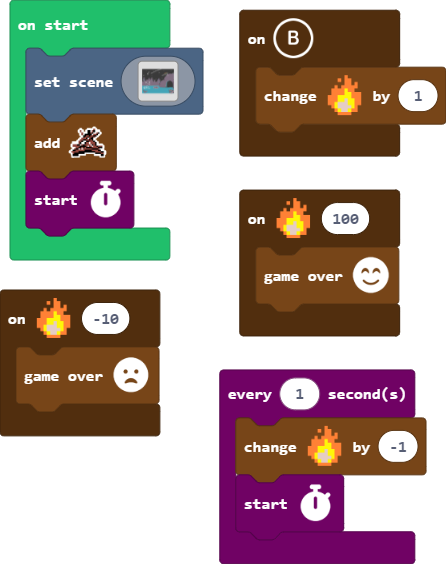 on start
set scene
add
start
on B
change by 1
on 100
game over
on -10
game over
every 1 second(s)
change by -1
start